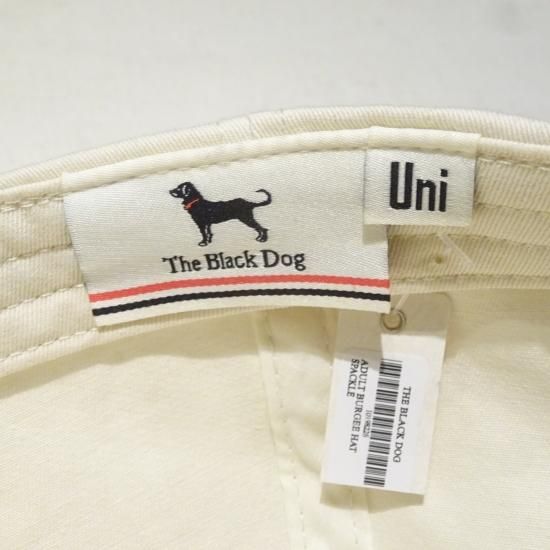 The Black Dog
Uni
THE BLACK DOG
ADULT BURGEE HAT
SPACKLE